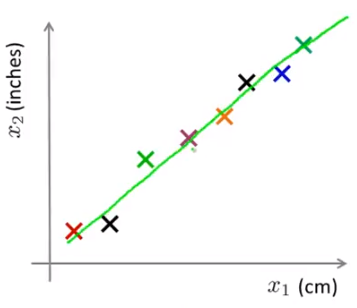 x₂ (inches)
x₁ (cm)